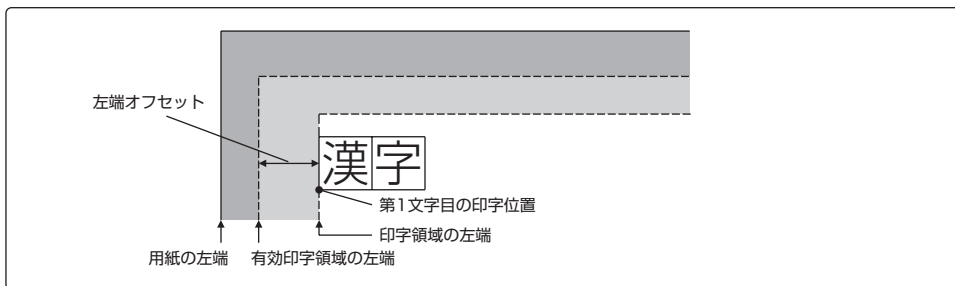 左端オフセット
漢字
第1文字目の印字位置
印字領域の左端
用紙の左端 有効印字領域の左端